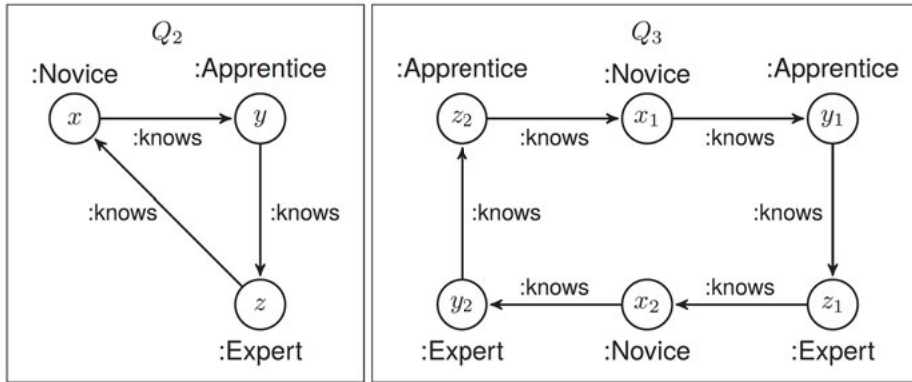 Q2
:Novice
:Apprentice
x
y
:knows
:knows
:knows
z
:Expert
Q3
:Apprentice
:Novice
:Apprentice
z2
x1
y1
:knows
:knows
:knows
:knows
:knows
:knows
y2
x2
z1
:Expert
:Novice
:Expert